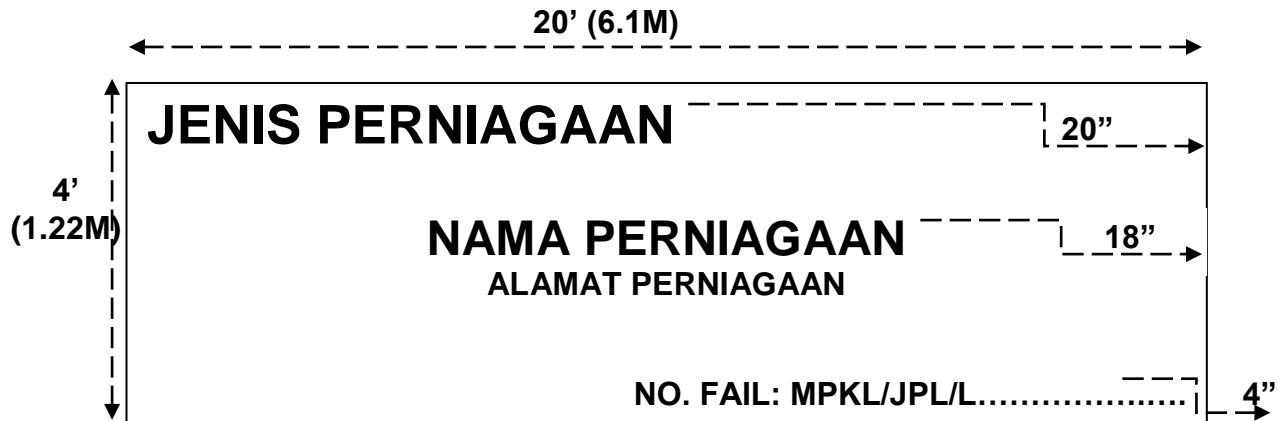 20’ (6.1M)
JENIS PERNIAGAAN
20”
4’
(1.22M)
NAMA PERNIAGAAN
18”
ALAMAT PERNIAGAAN
NO. FAIL: MPKL/JPL/L…………….…..
4”